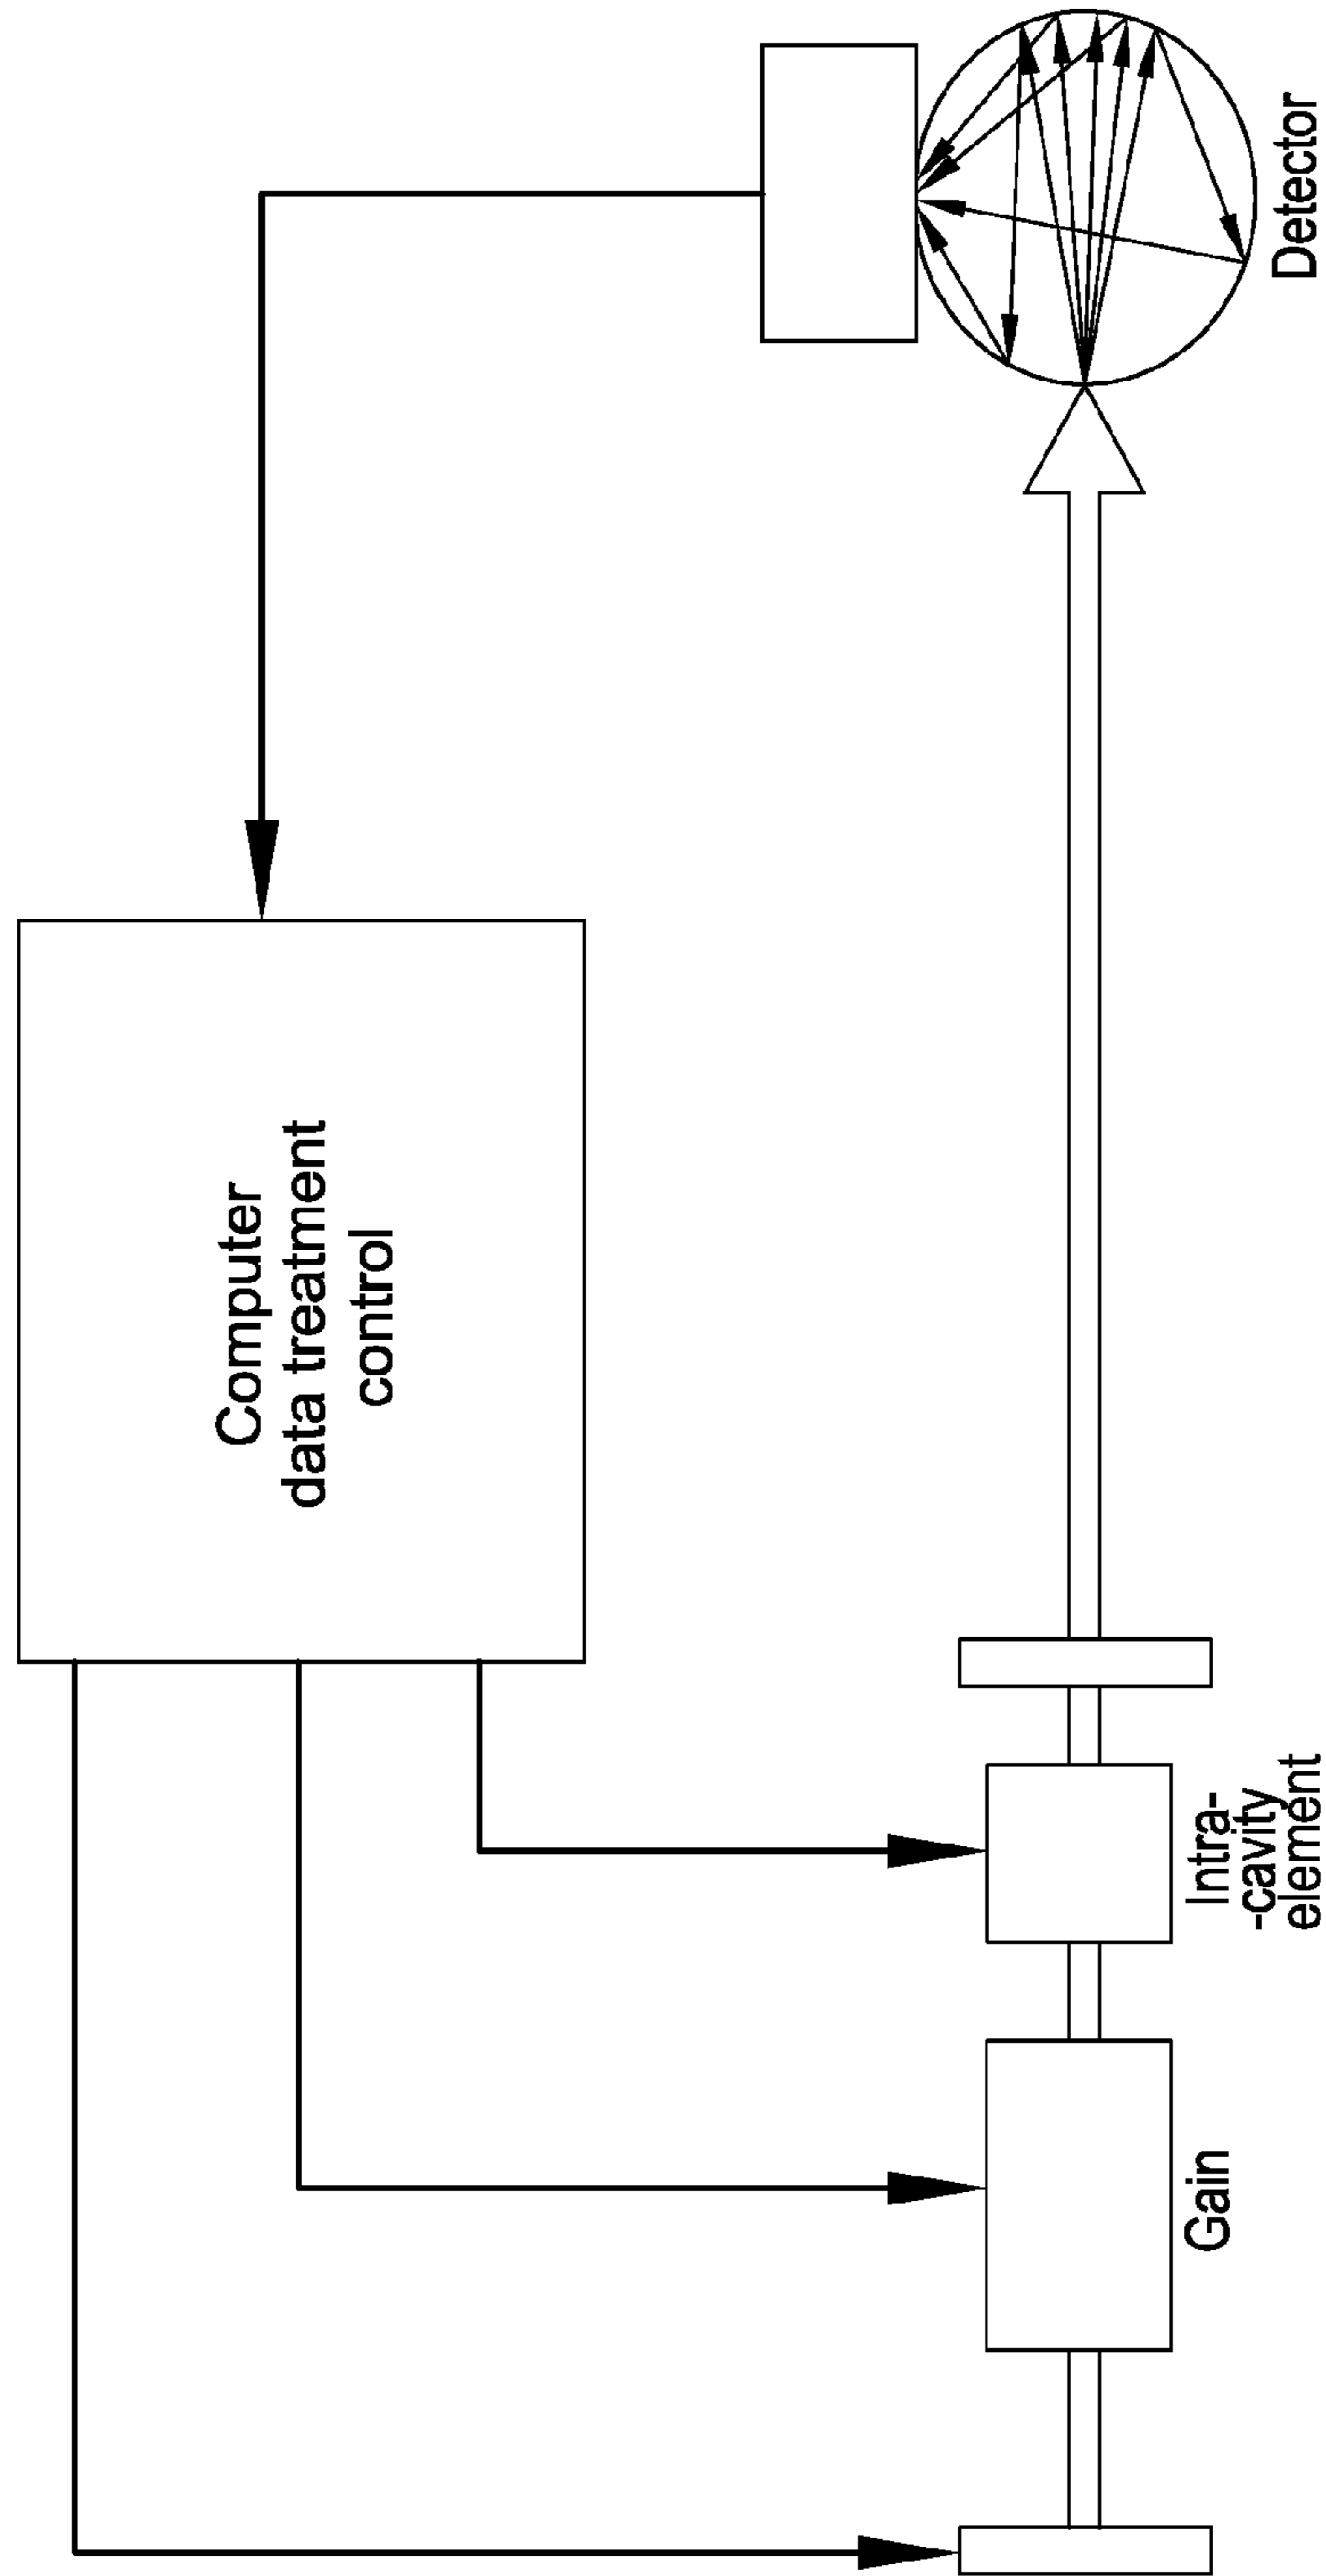 Computer
data treatment
control
Detector
Intra-
-cavity
element
Gain